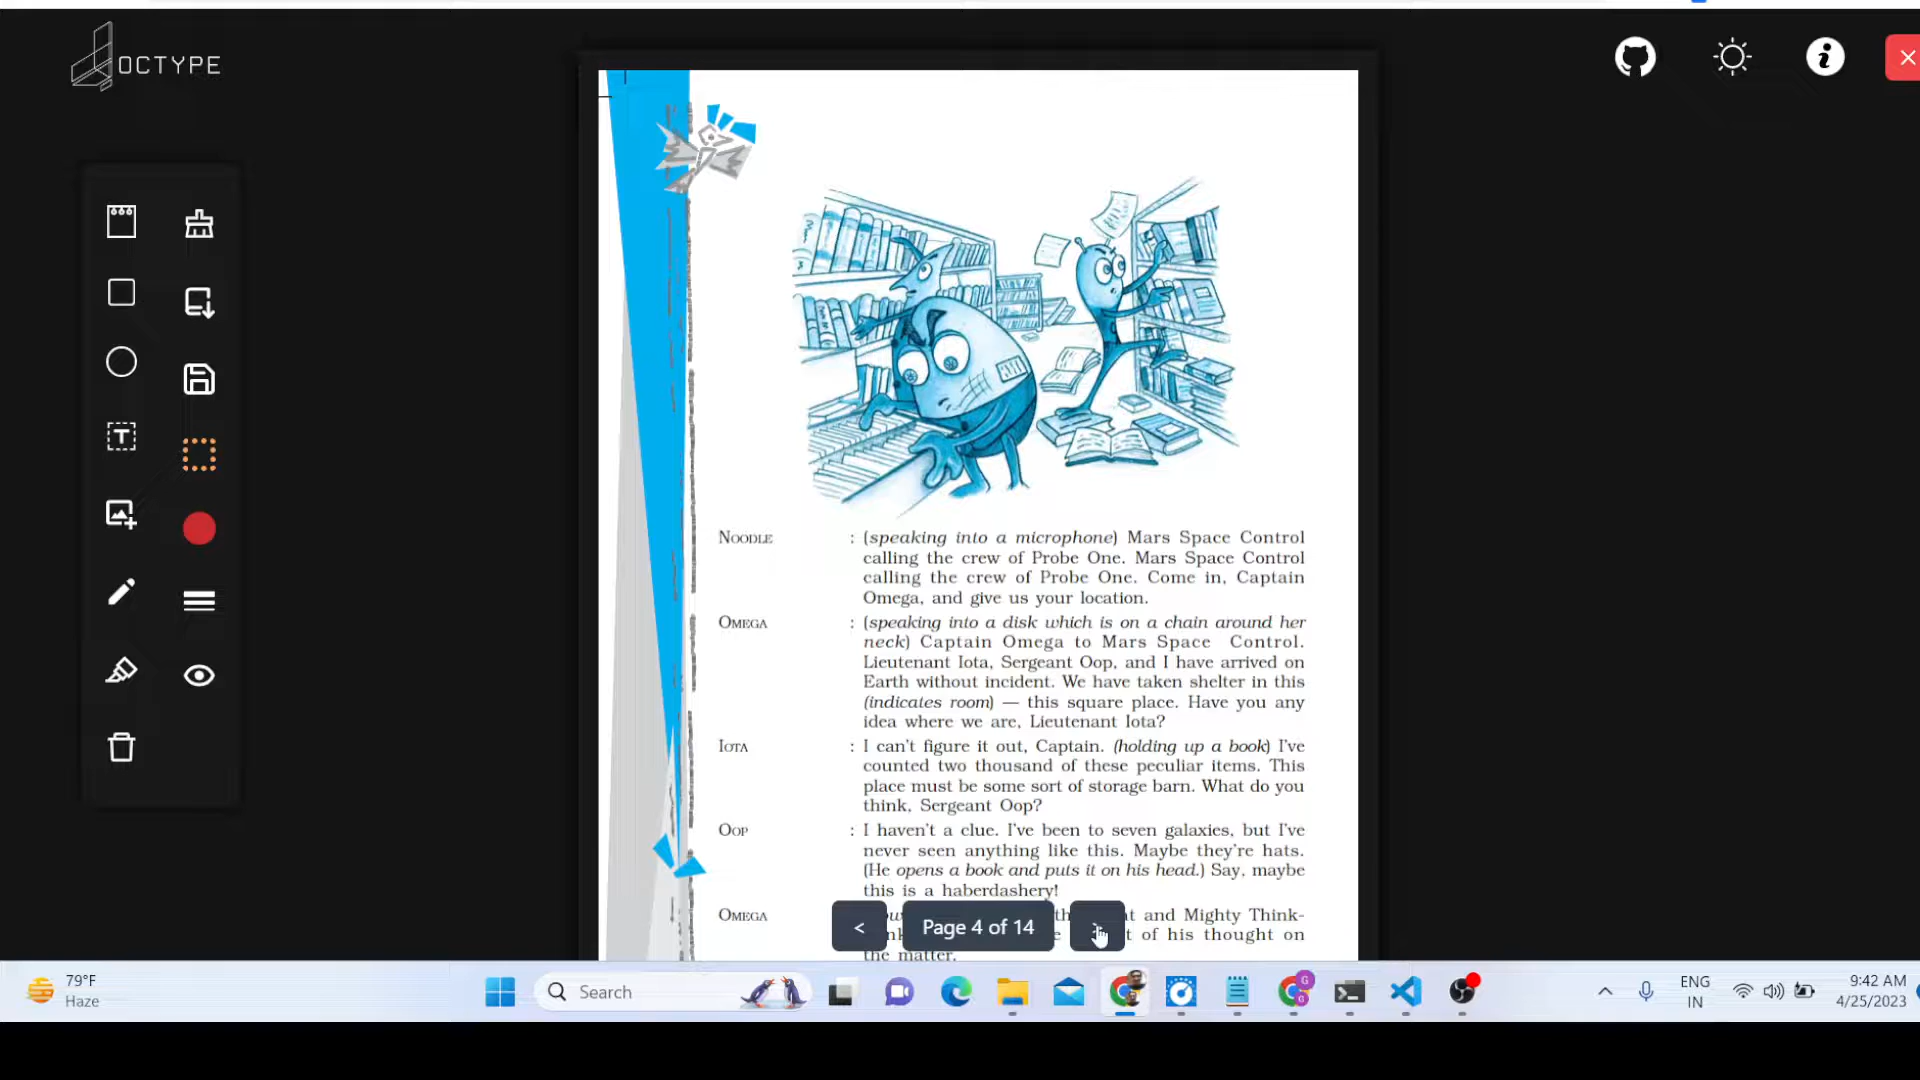 OCTYPE
NOODLE : (speaking into a microphone) Mars Space Control
calling the crew of Probe One. Mars Space Control
calling the crew of Probe One. Come in, Captain
Omega, and give us your location.
OMEGA : (speaking into a disk which is on a chain around her
neck) Captain Omega to Mars Space Control.
Lieutenant Iota, Sergeant Oop, and I have arrived on
Earth without incident. We have taken shelter in this
(indicates room) — this square place. Have you any
idea where we are, Lieutenant Iota?
IOTA : I can't figure it out, Captain. (holding up a book) I've
counted two thousand of these peculiar items. This
place must be some sort of storage barn. What do you
think, Sergeant Oop?
OOP : I haven't a clue. I've been to seven galaxies, but I've
never seen anything like this. Maybe they're hats.
(He opens a book and puts it on his head.) Say, maybe
this is a haberdashery!
OMEGA and Mighty Think-
of his thought on
the matter.
< Page 4 of 14
79°F
Haze
Search
ENG
IN
9:42 AM
4/25/2023